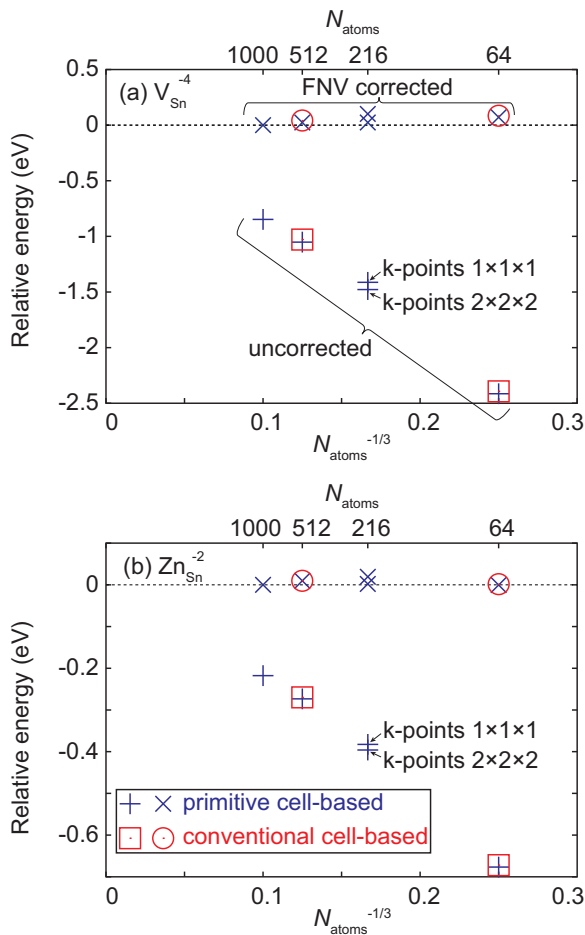 N_atoms
1000 512 216 64
0.5
(a) V_Sn^-4
FNV corrected
0
-0.5
Relative energy (eV)
-1
k-points 1×1×1
-1.5
k-points 2×2×2
uncorrected
-2
-2.5
0 0.1 0.2 0.3
N_atoms^-1/3
N_atoms
1000 512 216 64
(b) Zn_Sn^-2
0
Relative energy (eV)
-0.2
k-points 1×1×1
-0.4
k-points 2×2×2
primitive cell-based
-0.6
conventional cell-based
0 0.1 0.2 0.3
N_atoms^-1/3